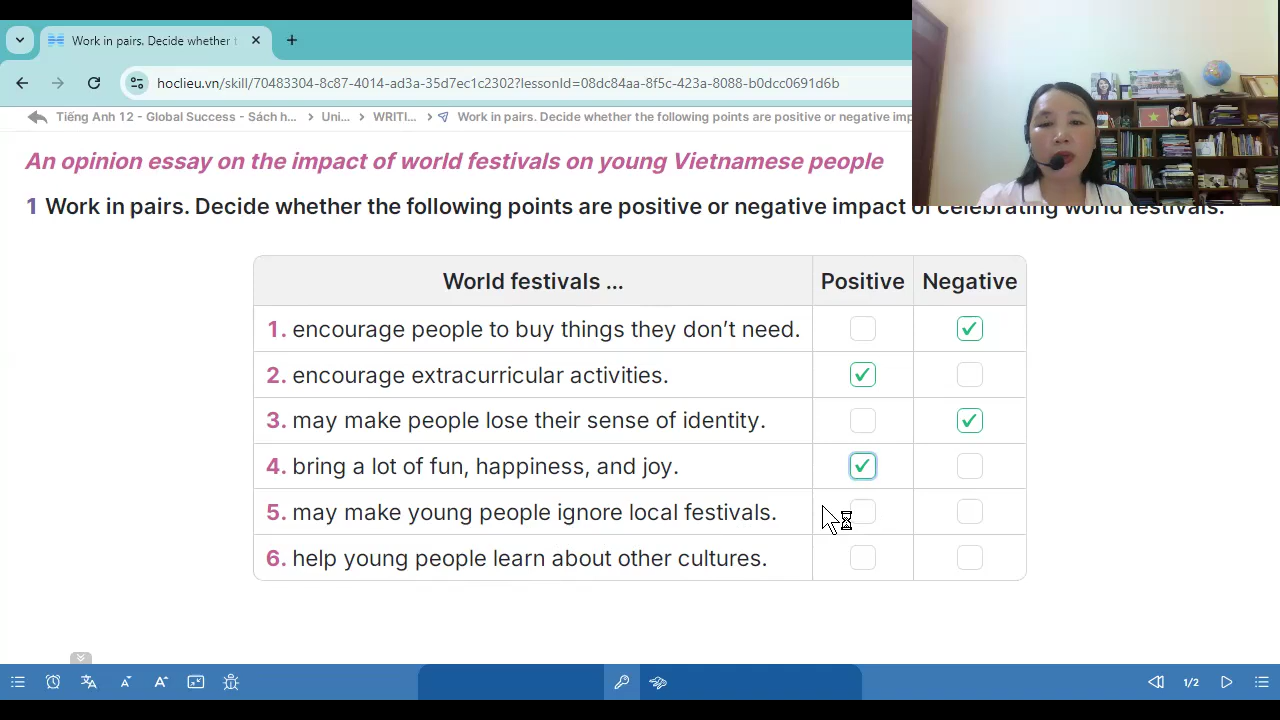 Work in pairs. Decide whether
hoclieu.vn/skill/70483304-8c87-4014-ad3a-35d7ec1c2302?lessonId=08dc84aa-8f5c-423a-8088-b0dcc0691d6b
Tiếng Anh 12 - Global Success - Sách h... > Uni... > WRITI... > Work in pairs. Decide whether the following points are positive or negative imp
An opinion essay on the impact of world festivals on young Vietnamese people
1 Work in pairs. Decide whether the following points are positive or negative impact of celebrating world festivals.
World festivals ... Positive Negative
1. encourage people to buy things they don't need.
2. encourage extracurricular activities.
3. may make people lose their sense of identity.
4. bring a lot of fun, happiness, and joy.
5. may make young people ignore local festivals.
6. help young people learn about other cultures.
1/2